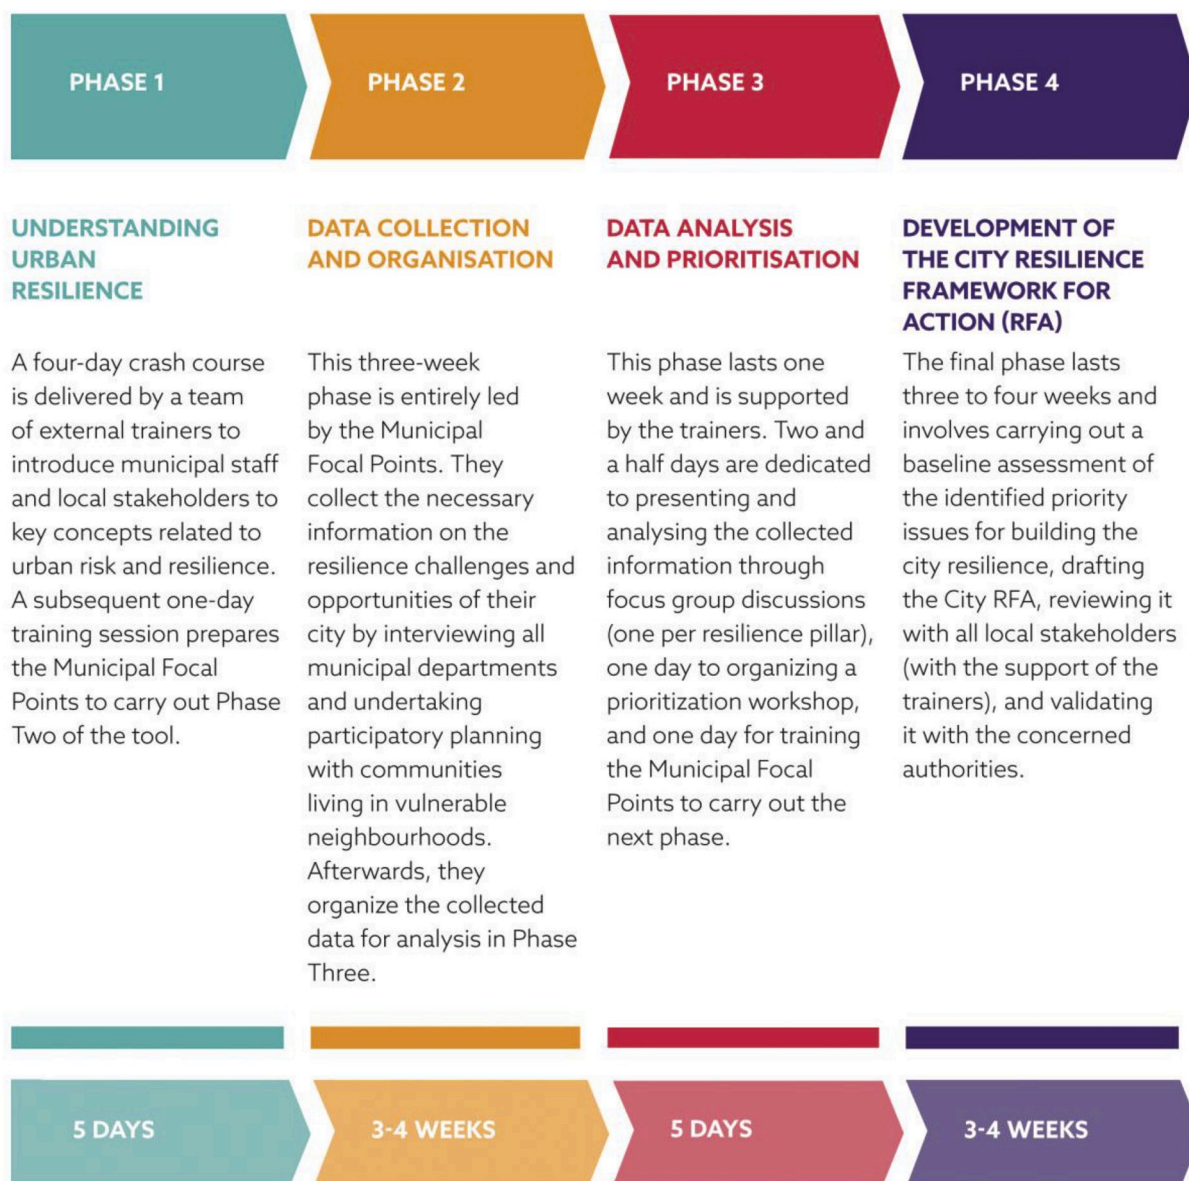 PHASE 1
PHASE 2
PHASE 3
PHASE 4
UNDERSTANDING
URBAN
RESILIENCE
A four-day crash course
is delivered by a team
of external trainers to
introduce municipal staff
and local stakeholders to
key concepts related to
urban risk and resilience.
A subsequent one-day
training session prepares
the Municipal Focal
Points to carry out Phase
Two of the tool.
DATA COLLECTION
AND ORGANISATION
This three-week
phase is entirely led
by the Municipal
Focal Points. They
collect the necessary
information on the
resilience challenges and
opportunities of their
city by interviewing all
municipal departments
and undertaking
participatory planning
with communities
living in vulnerable
neighbourhoods.
Afterwards, they
organize the collected
data for analysis in Phase
Three.
DATA ANALYSIS
AND PRIORITISATION
This phase lasts one
week and is supported
by the trainers. Two and
a half days are dedicated
to presenting and
analysing the collected
information through
focus group discussions
(one per resilience pillar),
one day to organizing a
prioritization workshop,
and one day for training
the Municipal Focal
Points to carry out the
next phase.
DEVELOPMENT OF
THE CITY RESILIENCE
FRAMEWORK FOR
ACTION (RFA)
The final phase lasts
three to four weeks and
involves carrying out a
baseline assessment of
the identified priority
issues for building the
city resilience, drafting
the City RFA, reviewing it
with all local stakeholders
(with the support of the
trainers), and validating
it with the concerned
authorities.
5 DAYS
3-4 WEEKS
5 DAYS
3-4 WEEKS